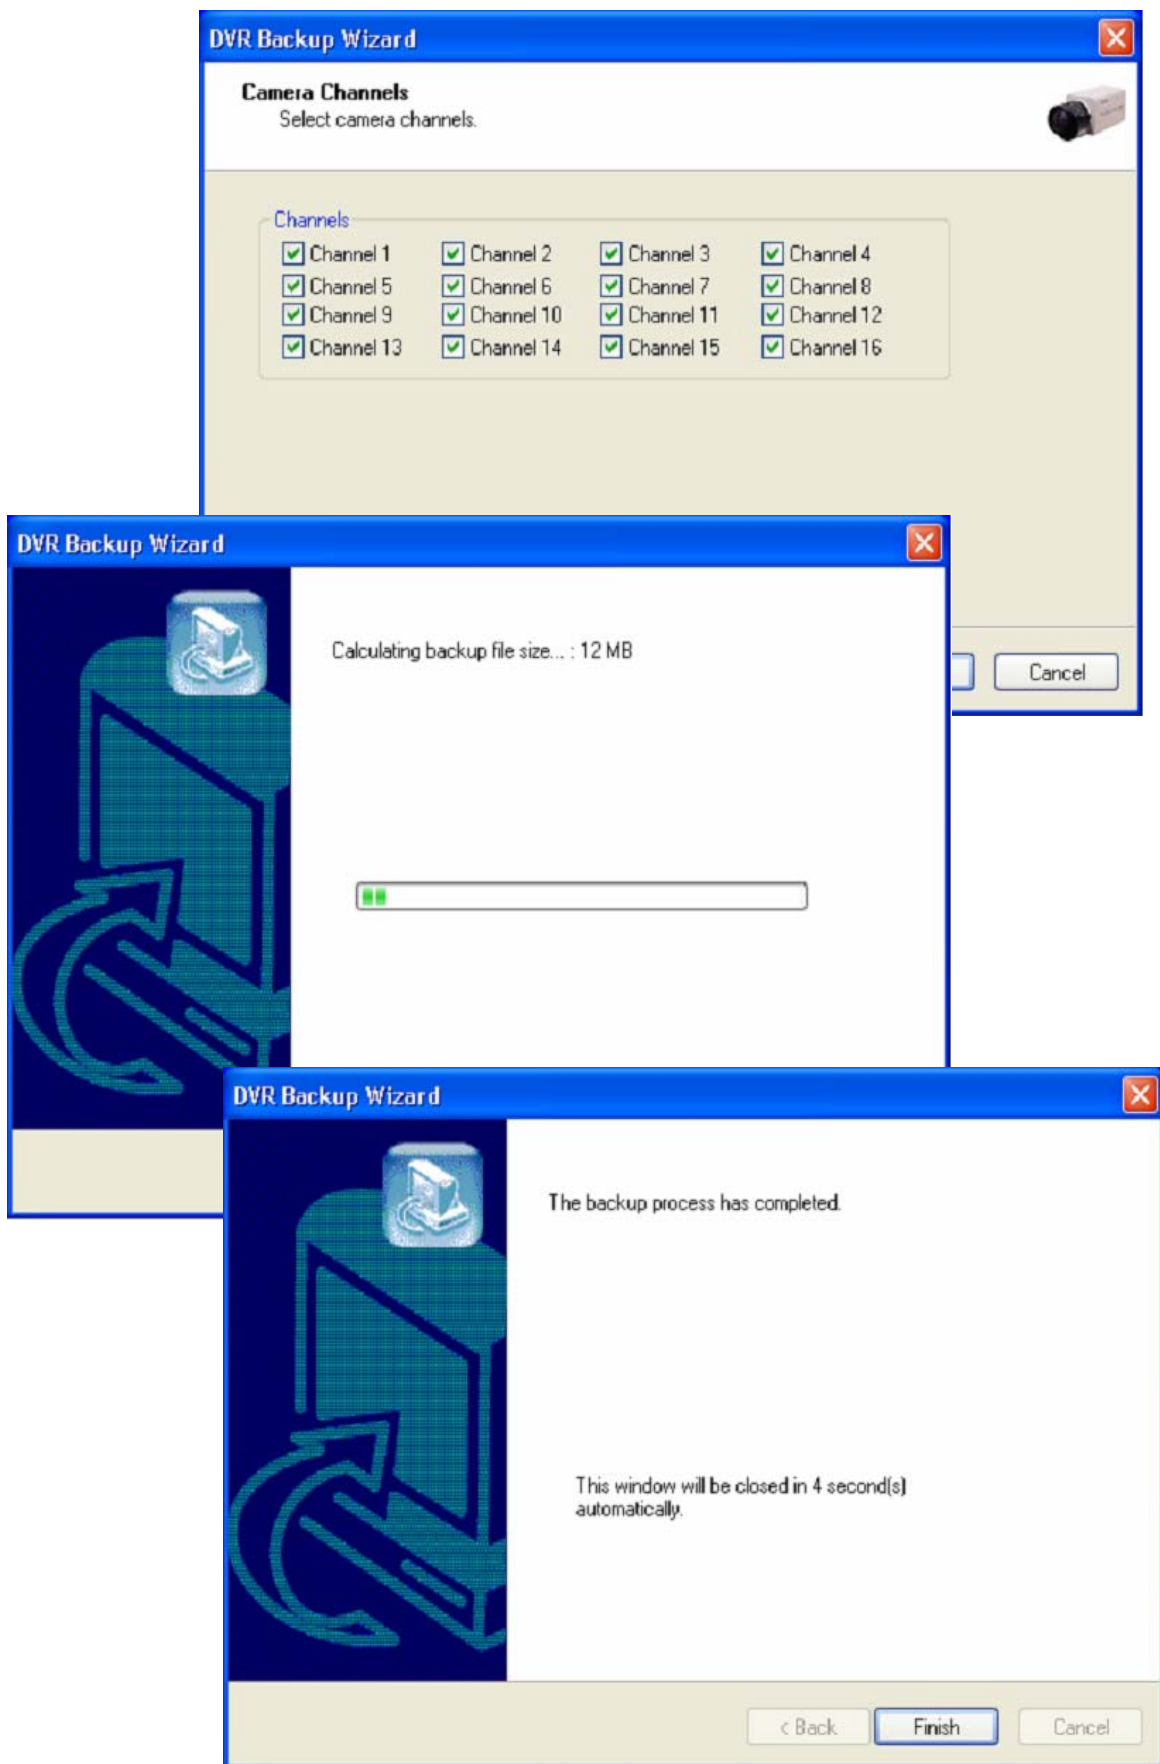 DVR Backup Wizard
Camera Channels
Select camera channels.
Channels
Channel 1 Channel 2 Channel 3 Channel 4
Channel 5 Channel 6 Channel 7 Channel 8
Channel 9 Channel 10 Channel 11 Channel 12
Channel 13 Channel 14 Channel 15 Channel 16
Cancel
DVR Backup Wizard
Calculating backup file size... : 12 MB
DVR Backup Wizard
The backup process has completed.
This window will be closed in 4 second(s)
automatically.
< Back Finish Cancel